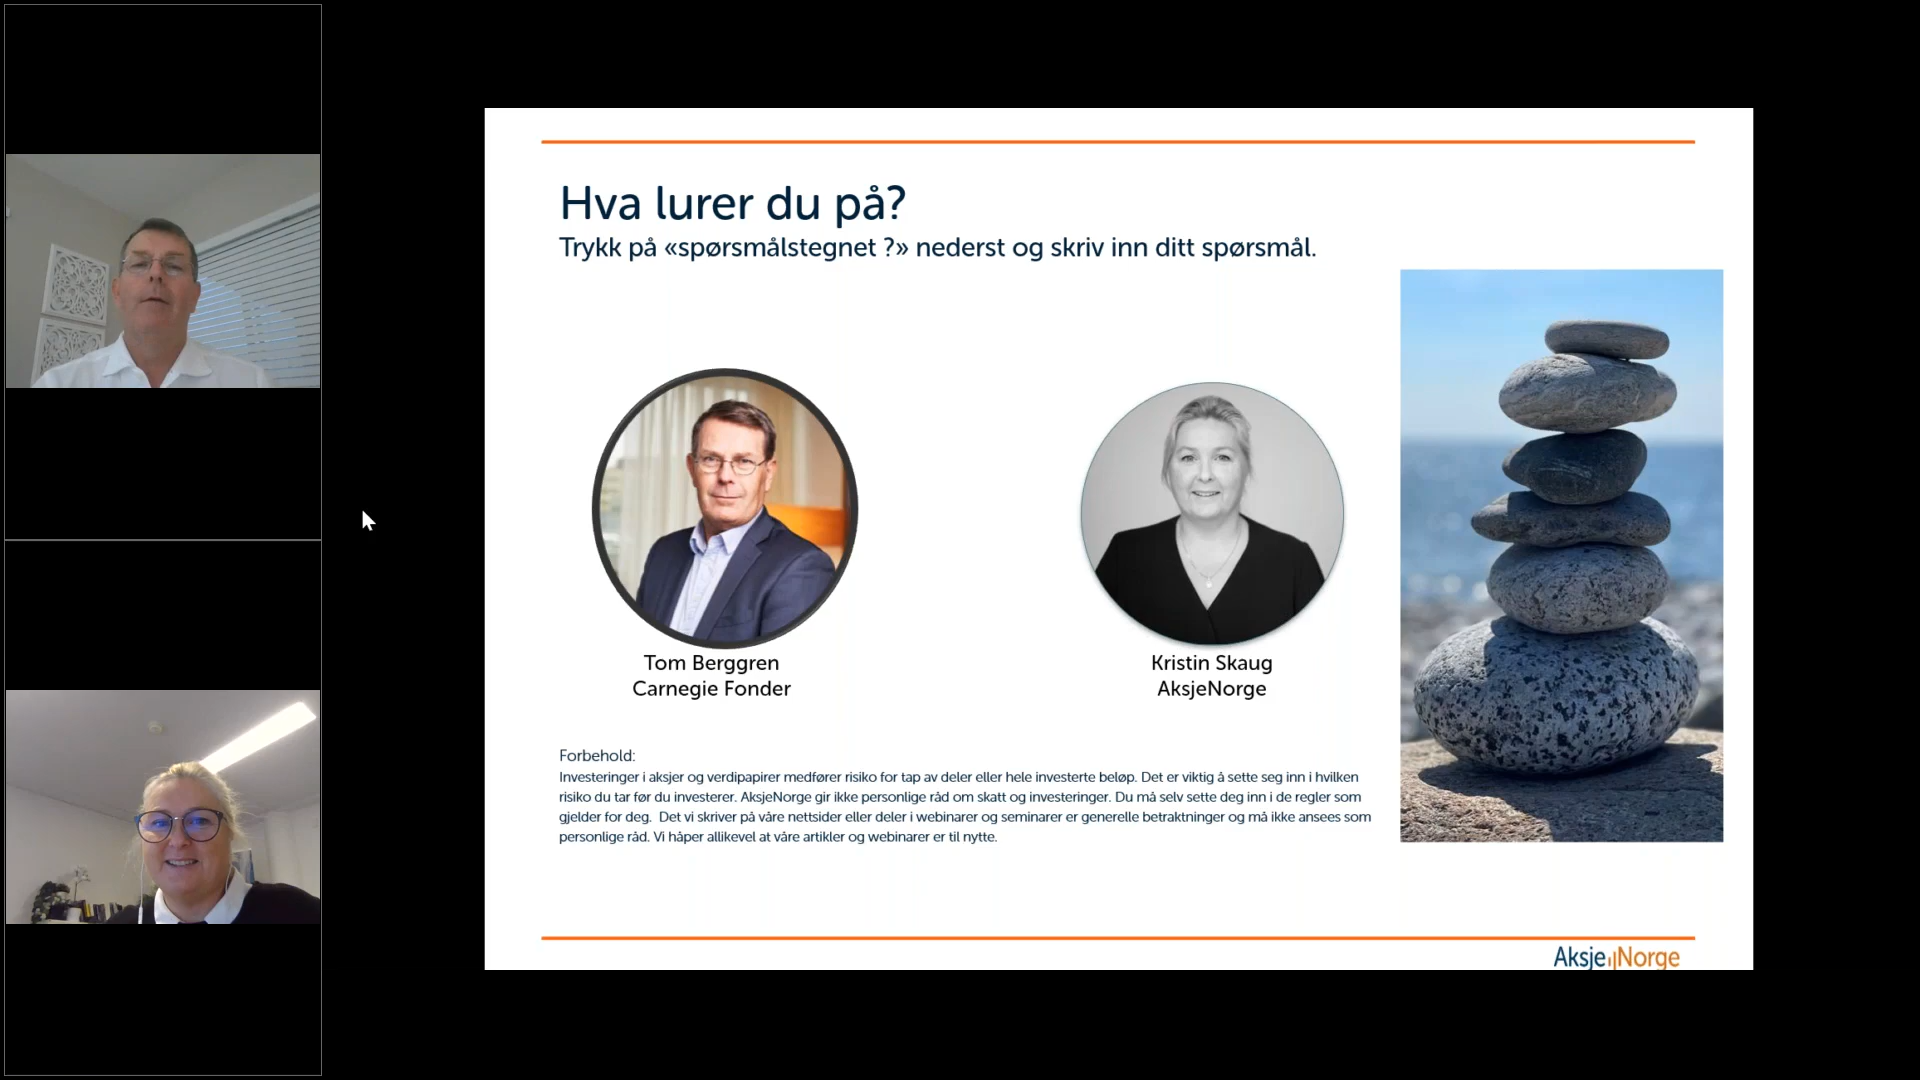 Hva lurer du på?
Trykk på «spørsmålstegnet ?» nederst og skriv inn ditt spørsmål.
Tom Berggren
Carnegie Fonder
Kristin Skaug
AksjeNorge
Forbehold:
Investeringer i aksjer og verdipapirer medfører risiko for tap av deler eller hele investerte beløp. Det er viktig å sette seg inn i hvilken
risiko du tar før du investerer. AksjeNorge gir ikke personlige råd om skatt og investeringer. Du må selv sette deg inn i de regler som
gjelder for deg.  Det vi skriver på våre nettsider eller deler i webinarer og seminarer er generelle betraktninger og må ikke ansees som
personlige råd. Vi håper allikevel at våre artikler og webinarer er til nytte.
AksjeNorge